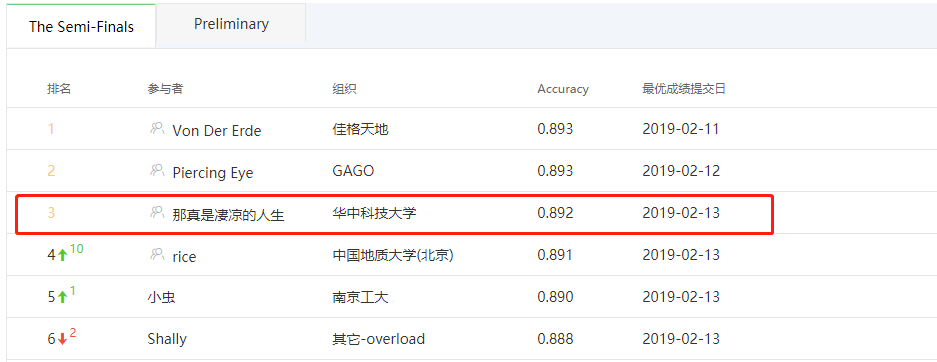 The Semi-Finals Preliminary
排名 参与者 组织 Accuracy 最优成绩提交日
1 Von Der Erde 佳格天地 0.893 2019-02-11
2 Piercing Eye GAGO 0.893 2019-02-12
3 那真是凄凉的人生 华中科技大学 0.892 2019-02-13
4 10 rice 中国地质大学(北京) 0.891 2019-02-13
5 1 小虫 南京工大 0.890 2019-02-13
6 2 Shally 其它-overload 0.888 2019-02-13